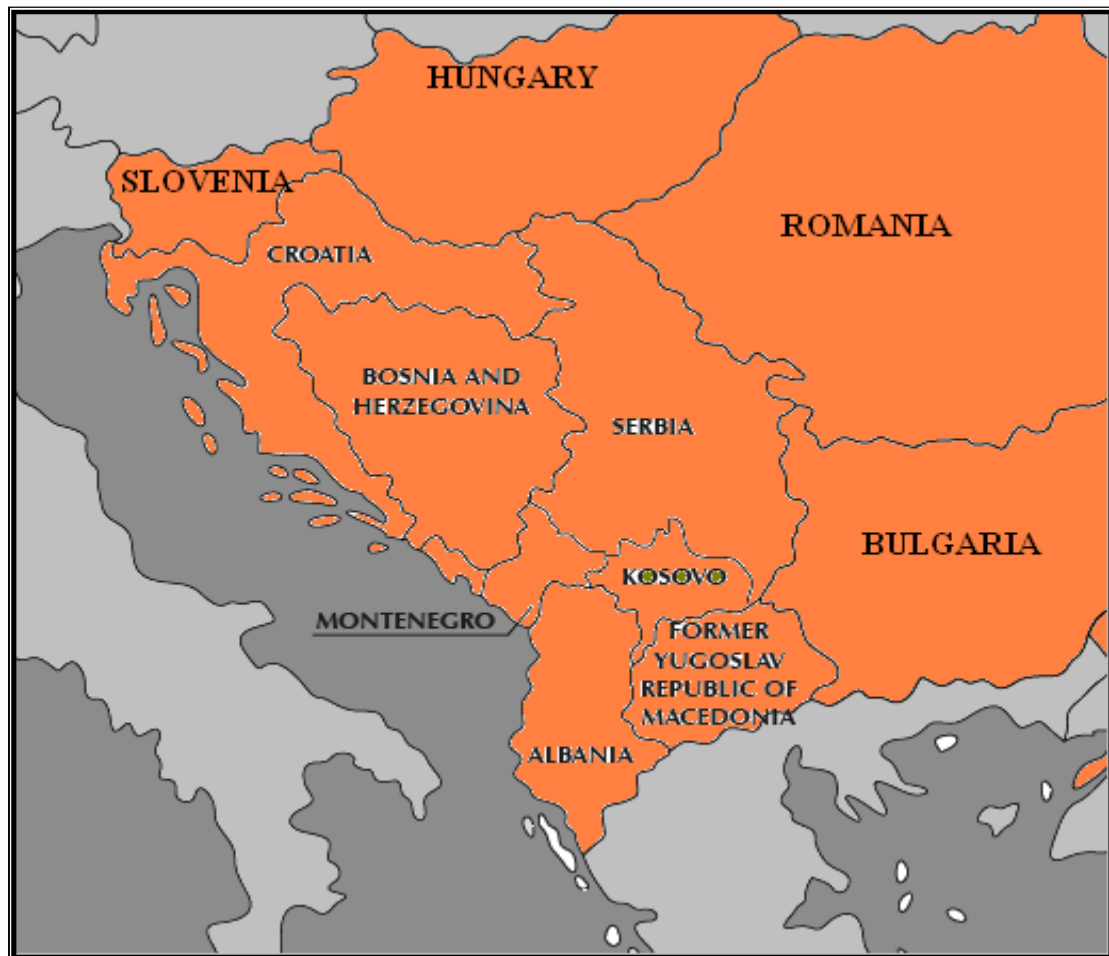 HUNGARY
SLOVENIA
ROMANIA
CROATIA
BOSNIA AND
HERZEGOVINA
SERBIA
BULGARIA
KOSOVO
MONTENEGRO
FORMER
YUGOSLAV
REPUBLIC OF
MACEDONIA
ALBANIA